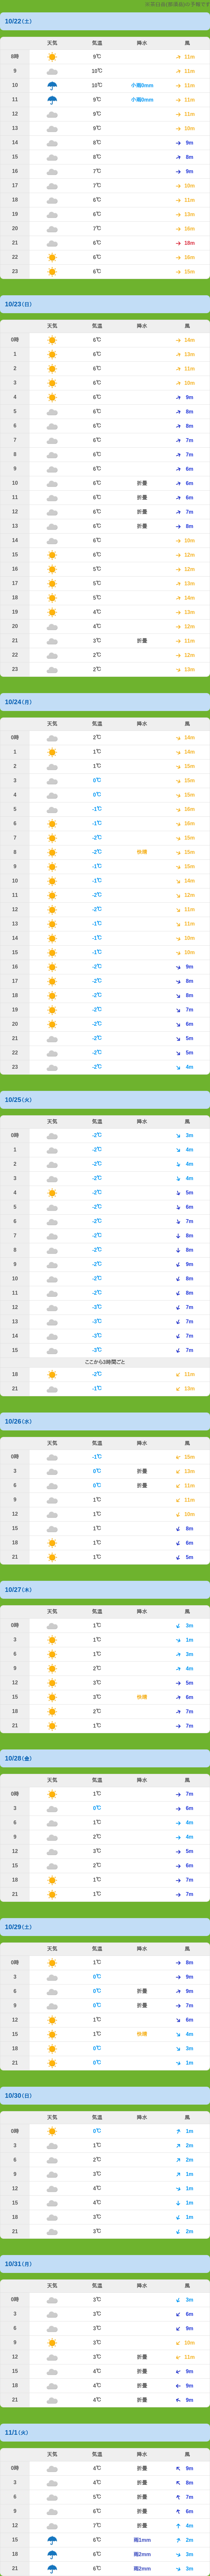 10/22(土)
天気 気温 降水 風
8時 9℃ 11m
9 10℃ 11m
10 10℃ 小雨0mm 11m
11 9℃ 小雨0mm 11m
12 9℃ 11m
13 9℃ 10m
14 8℃ 9m
15 8℃ 8m
16 7℃ 9m
17 7℃ 10m
18 6℃ 11m
19 6℃ 13m
20 7℃ 16m
21 6℃ 18m
22 6℃ 16m
23 6℃ 15m
10/23(日)
天気 気温 降水 風
0時 6℃ 14m
1 6℃ 13m
2 6℃ 11m
3 6℃ 10m
4 6℃ 9m
5 6℃ 8m
6 6℃ 8m
7 6℃ 7m
8 6℃ 7m
9 6℃ 6m
10 6℃ 折畳 6m
11 6℃ 折畳 6m
12 6℃ 折畳 7m
13 6℃ 折畳 8m
14 6℃ 10m
15 6℃ 12m
16 5℃ 12m
17 5℃ 13m
18 5℃ 14m
19 4℃ 13m
20 4℃ 12m
21 3℃ 折畳 11m
22 2℃ 12m
23 2℃ 13m
10/24(月)
天気 気温 降水 風
0時 2℃ 14m
1 1℃ 14m
2 1℃ 15m
3 0℃ 15m
4 0℃ 15m
5 -1℃ 16m
6 -1℃ 16m
7 -2℃ 15m
8 -2℃ 快晴 15m
9 -1℃ 15m
10 -1℃ 14m
11 -2℃ 12m
12 -2℃ 11m
13 -1℃ 11m
14 -1℃ 10m
15 -1℃ 10m
16 -2℃ 9m
17 -2℃ 8m
18 -2℃ 8m
19 -2℃ 7m
20 -2℃ 6m
21 -2℃ 5m
22 -2℃ 5m
23 -2℃ 4m
10/25(火)
天気 気温 降水 風
0時 -2℃ 3m
1 -2℃ 4m
2 -2℃ 4m
3 -2℃ 4m
4 -2℃ 5m
5 -2℃ 6m
6 -2℃ 7m
7 -2℃ 8m
8 -2℃ 8m
9 -2℃ 9m
10 -2℃ 8m
11 -2℃ 8m
12 -3℃ 7m
13 -3℃ 7m
14 -3℃ 7m
15 -3℃ 7m
ここから3時間ごと
18 -2℃ 11m
21 -1℃ 13m
10/26(水)
天気 気温 降水 風
0時 -1℃ 15m
3 0℃ 折畳 13m
6 0℃ 折畳 11m
9 1℃ 11m
12 1℃ 10m
15 1℃ 8m
18 1℃ 6m
21 1℃ 5m
10/27(木)
天気 気温 降水 風
0時 1℃ 3m
3 1℃ 1m
6 1℃ 3m
9 2℃ 4m
12 3℃ 5m
15 3℃ 快晴 6m
18 2℃ 7m
21 1℃ 7m
10/28(金)
天気 気温 降水 風
0時 1℃ 7m
3 0℃ 6m
6 1℃ 4m
9 2℃ 4m
12 3℃ 5m
15 2℃ 6m
18 1℃ 7m
21 1℃ 7m
10/29(土)
天気 気温 降水 風
0時 1℃ 8m
3 0℃ 9m
6 0℃ 折畳 9m
9 0℃ 折畳 7m
12 1℃ 6m
15 1℃ 快晴 4m
18 0℃ 3m
21 0℃ 1m
10/30(日)
天気 気温 降水 風
0時 0℃ 1m
3 1℃ 2m
6 2℃ 2m
9 3℃ 1m
12 4℃ 1m
15 4℃ 1m
18 3℃ 1m
21 3℃ 2m
10/31(月)
天気 気温 降水 風
0時 3℃ 3m
3 3℃ 6m
6 3℃ 9m
9 3℃ 10m
12 3℃ 折畳 11m
15 4℃ 折畳 9m
18 4℃ 折畳 9m
21 4℃ 折畳 9m
11/1(火)
天気 気温 降水 風
0時 4℃ 折畳 9m
3 4℃ 折畳 8m
6 5℃ 折畳 7m
9 6℃ 折畳 6m
12 7℃ 折畳 4m
15 6℃ 雨1mm 2m
18 6℃ 雨2mm 3m
21 6℃ 雨2mm 3m